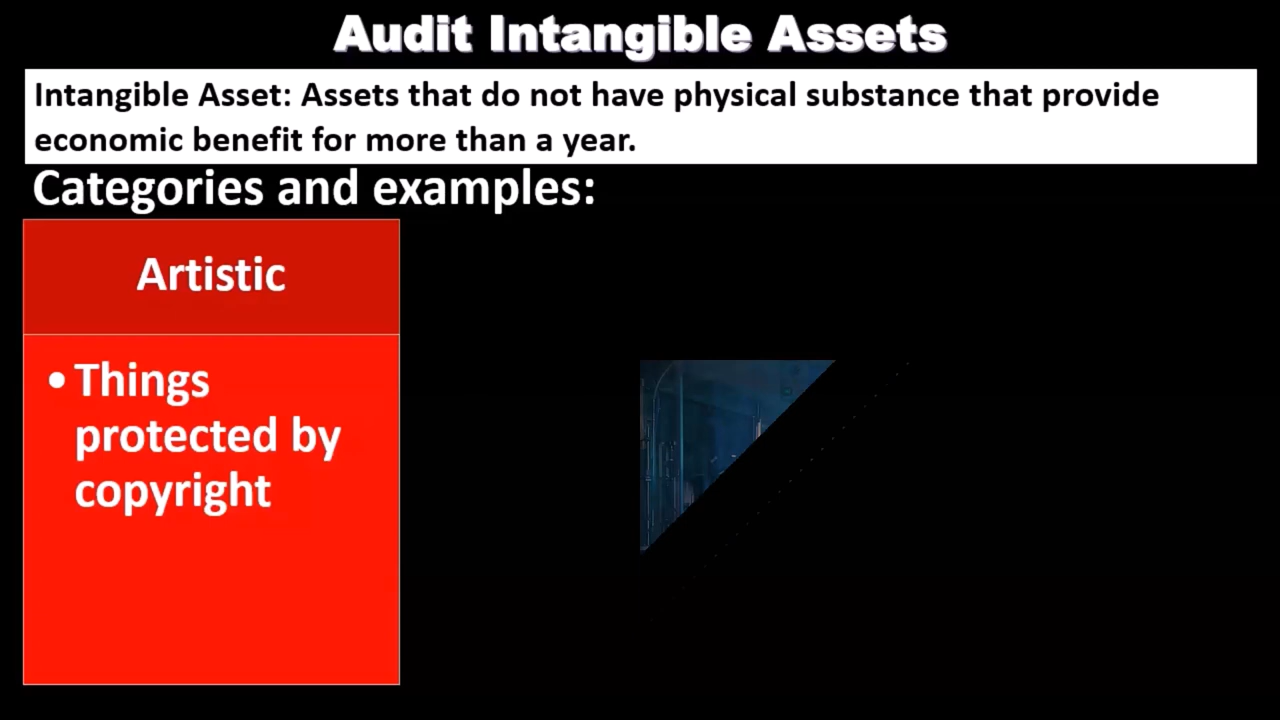 Audit Intangible Assets
Intangible Asset: Assets that do not have physical substance that provide
economic benefit for more than a year.
Categories and examples:
Artistic
• Things
protected by
copyright